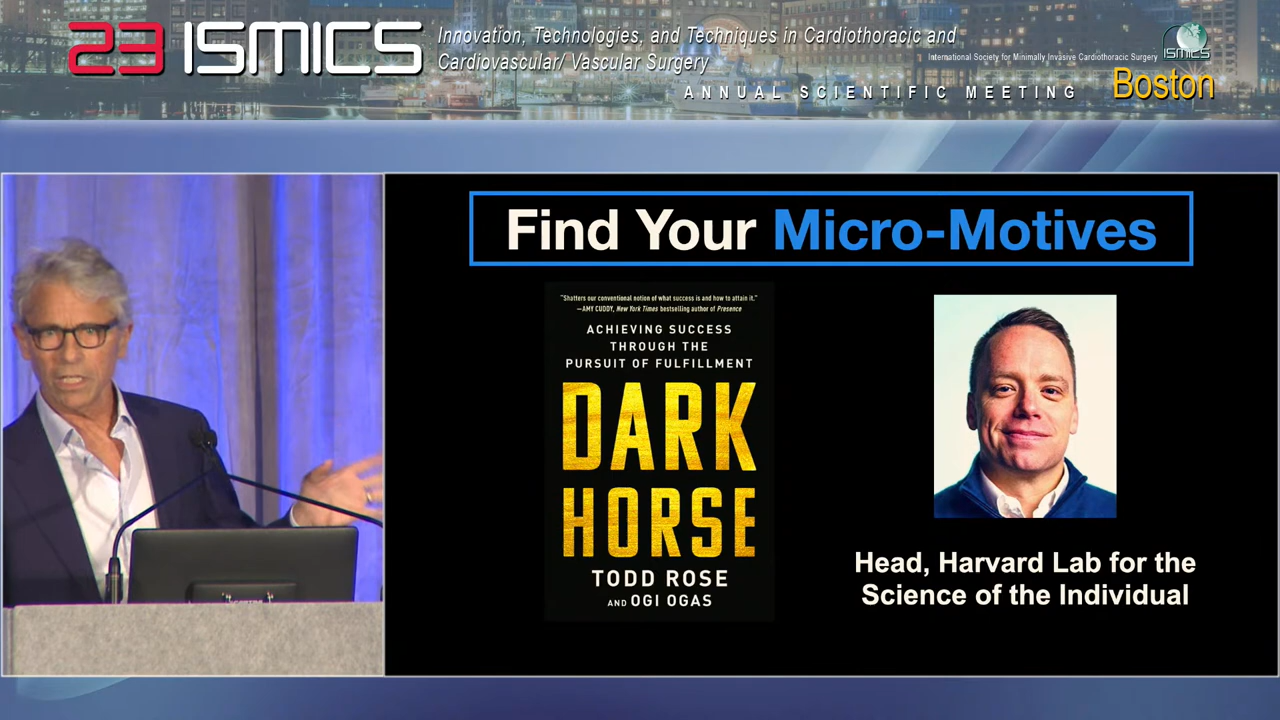 23 ISMICS
Innovation, Technologies, and Techniques in Cardiothoracic and
Cardiovascular/ Vascular Surgery
International Society for Minimally Invasive Cardiothoracic Surgery
ISMICS
ANNUAL SCIENTIFIC MEETING
Boston
Find Your Micro-Motives
"Shatters our conventional notion of what success is and how to attain it."
—AMY CUDDY, New York Times bestselling author of Presence
ACHIEVING SUCCESS
THROUGH THE
PURSUIT OF FULFILLMENT
DARK
HORSE
TODD ROSE
AND OGI OGAS
Head, Harvard Lab for the
Science of the Individual